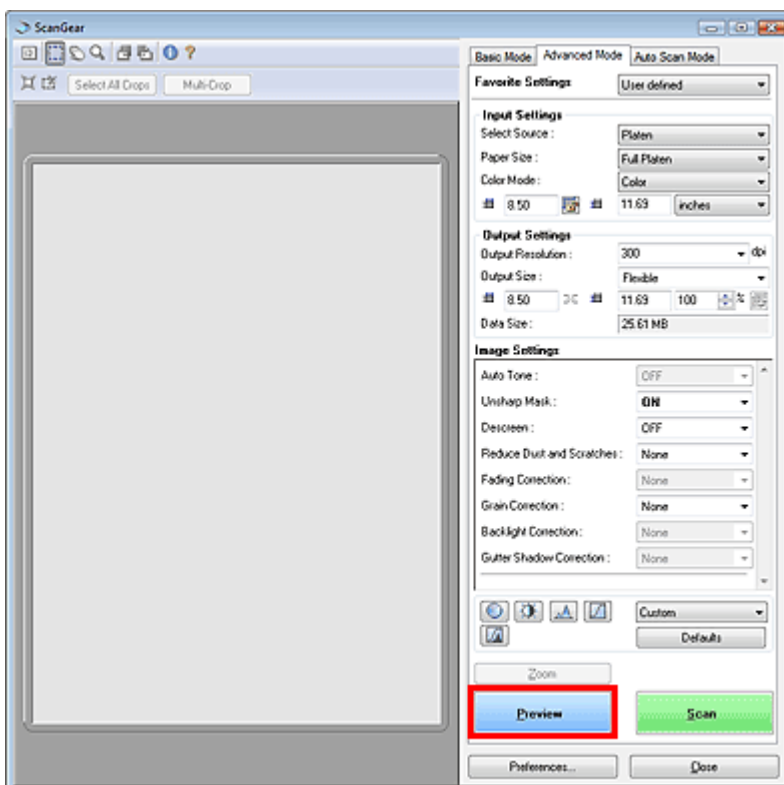 ScanGear
Basic Mode Advanced Mode Auto Scan Mode
Select All Crops Multi-Crop
Favorite Settings User defined
Input Settings
Select Source : Platen
Paper Size : Full Platen
Color Mode : Color
8.50 11.69 inches
Output Settings
Output Resolution : 300 dpi
Output Size : Flexible
8.50 11.69 100 %
Data Size : 25.61 MB
Image Settings
Auto Tone : OFF
Unsharp Mask : ON
Descreen : OFF
Reduce Dust and Scratches : None
Fading Correction : None
Grain Correction : None
Backlight Correction : None
Gutter Shadow Correction : None
Custom
Defaults
Zoom
Preview Scan
Preferences... Close